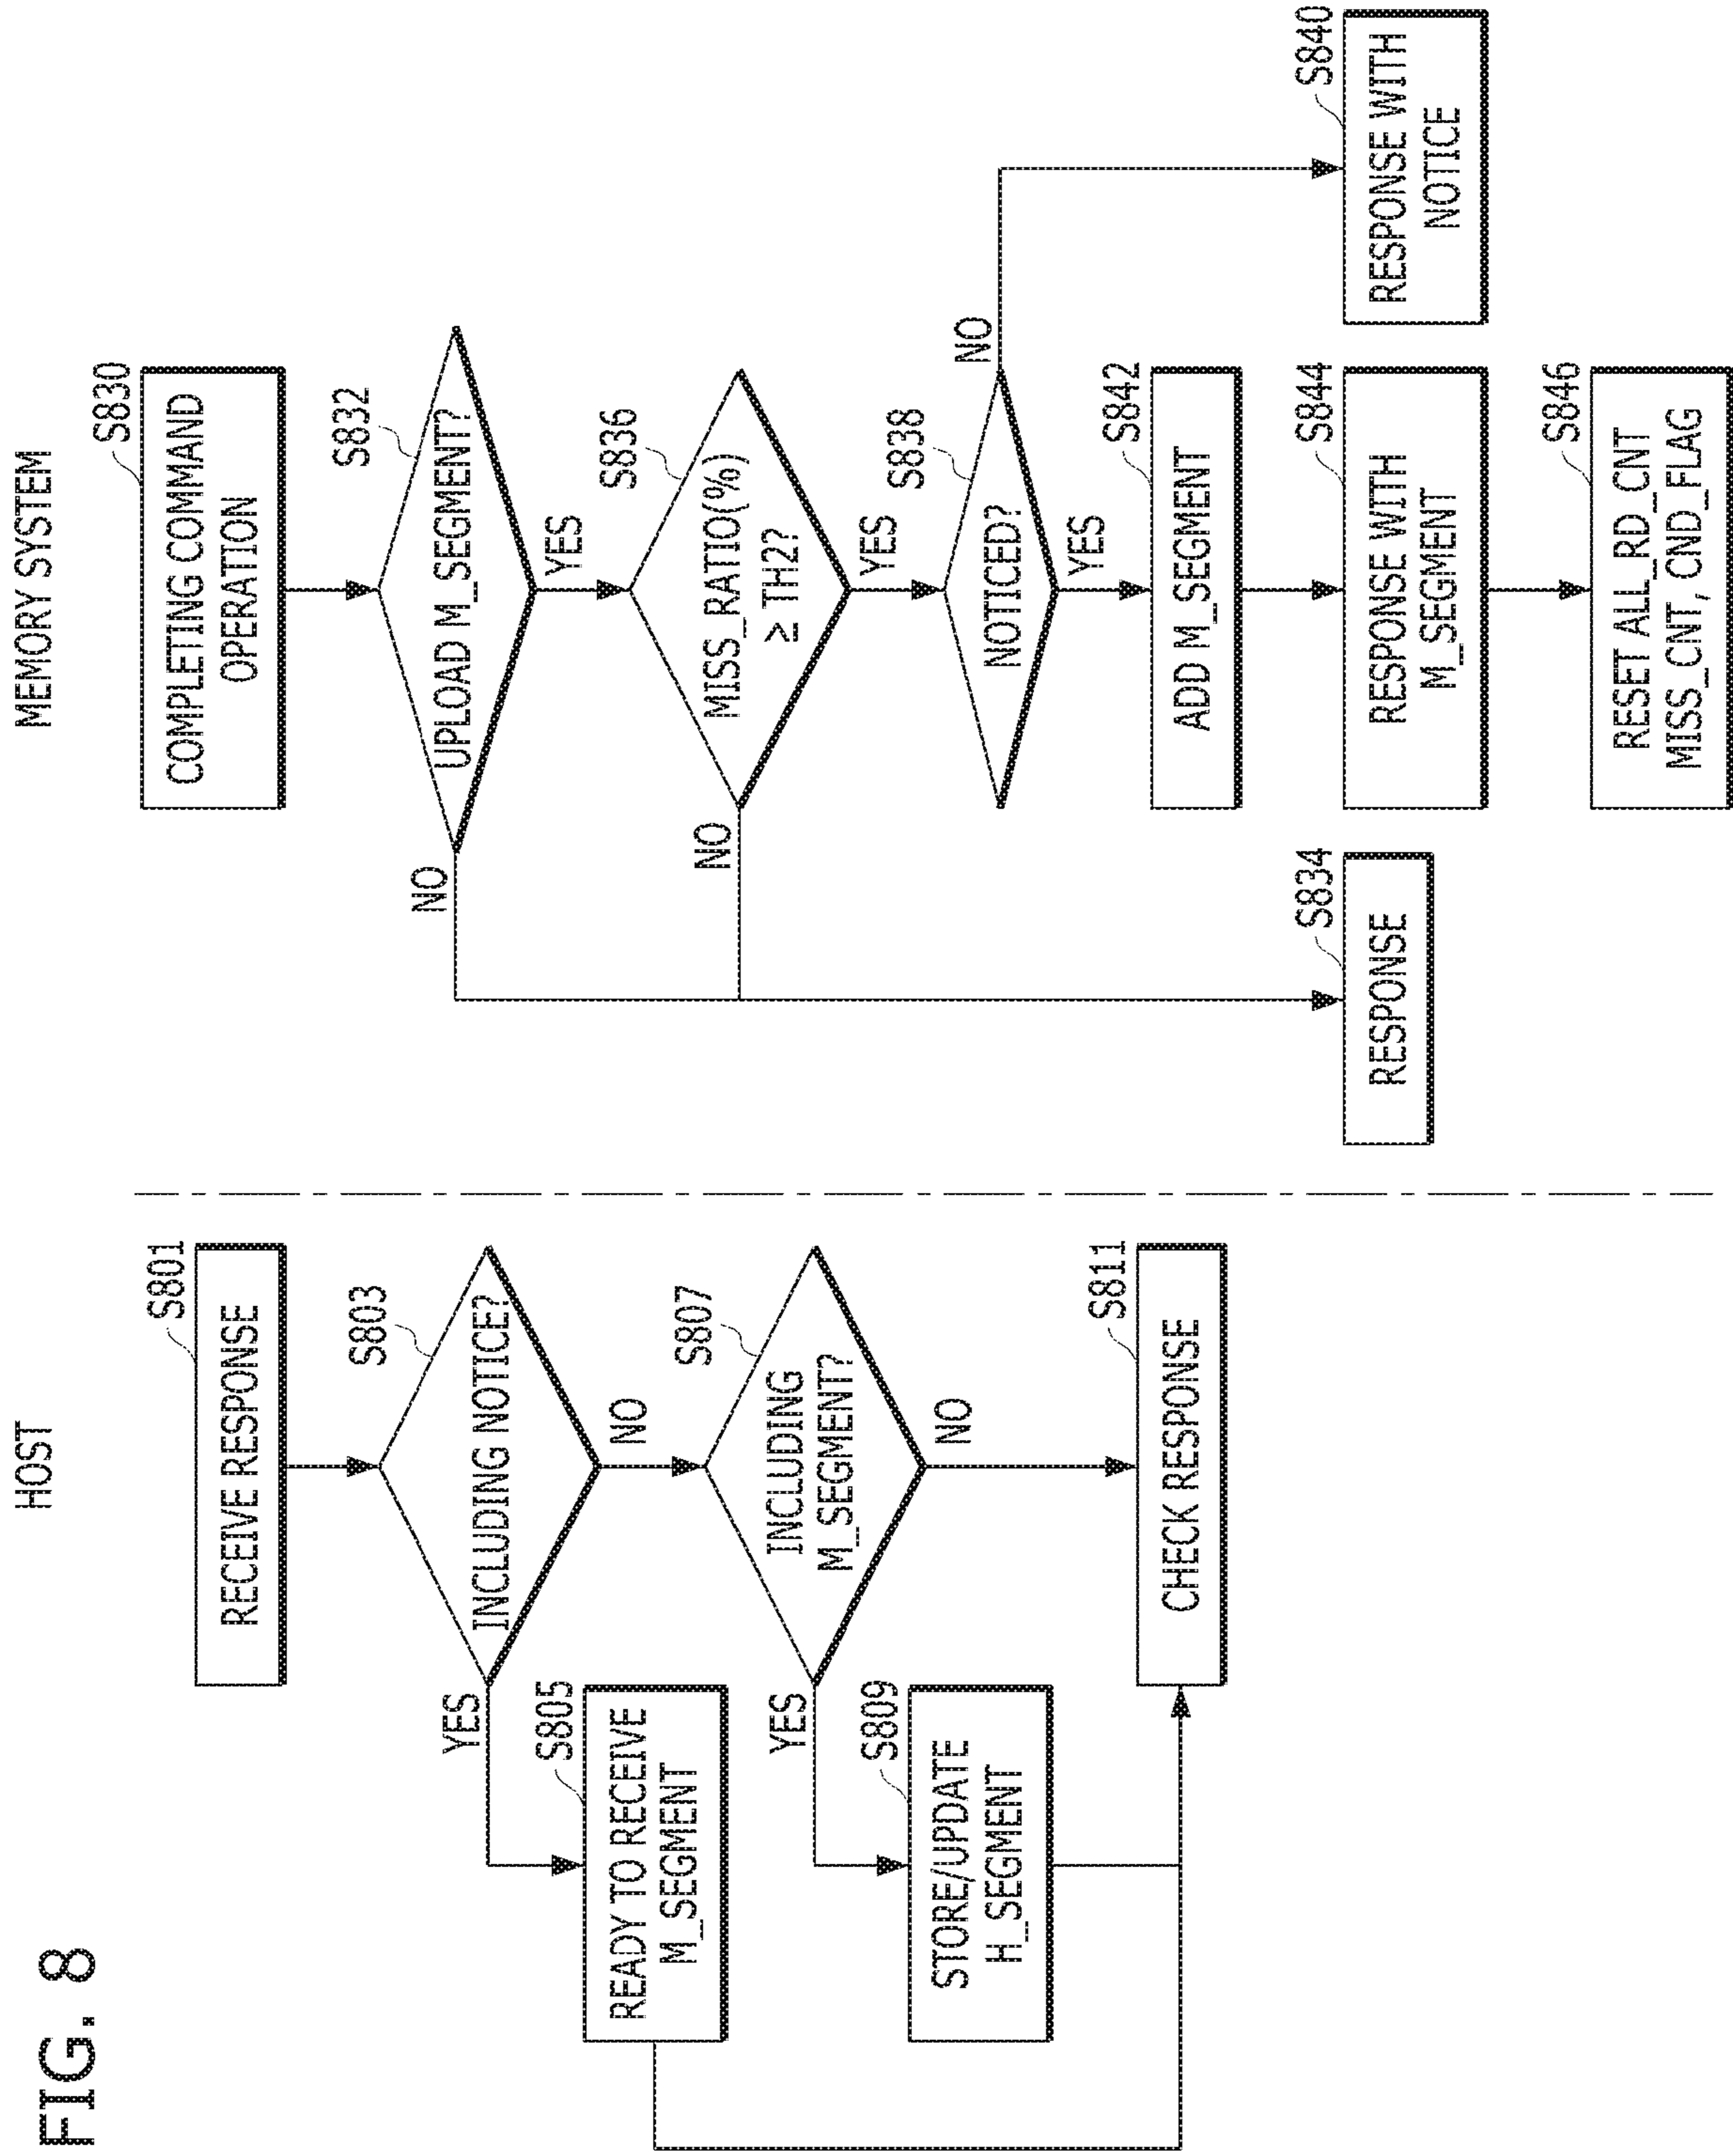 FIG. 8
HOST
S801
RECEIVE RESPONSE
S803
INCLUDING NOTICE?
YES
NO
S805
READY TO RECEIVE
M_SEGMENT
S807
INCLUDING
M_SEGMENT?
YES
NO
S809
STORE/UPDATE
H_SEGMENT
S811
CHECK RESPONSE
MEMORY SYSTEM
S830
COMPLETING COMMAND
OPERATION
S832
UPLOAD M_SEGMENT?
NO
YES
S836
MISS_RATIO(%)
≥ TH2?
NO
YES
S838
NOTICED?
NO
YES
S842
ADD M_SEGMENT
S834
RESPONSE
S844
RESPONSE WITH
M_SEGMENT
S840
RESPONSE WITH
NOTICE
S846
RESET ALL_RD_CNT
MISS_CNT, CND_FLAG